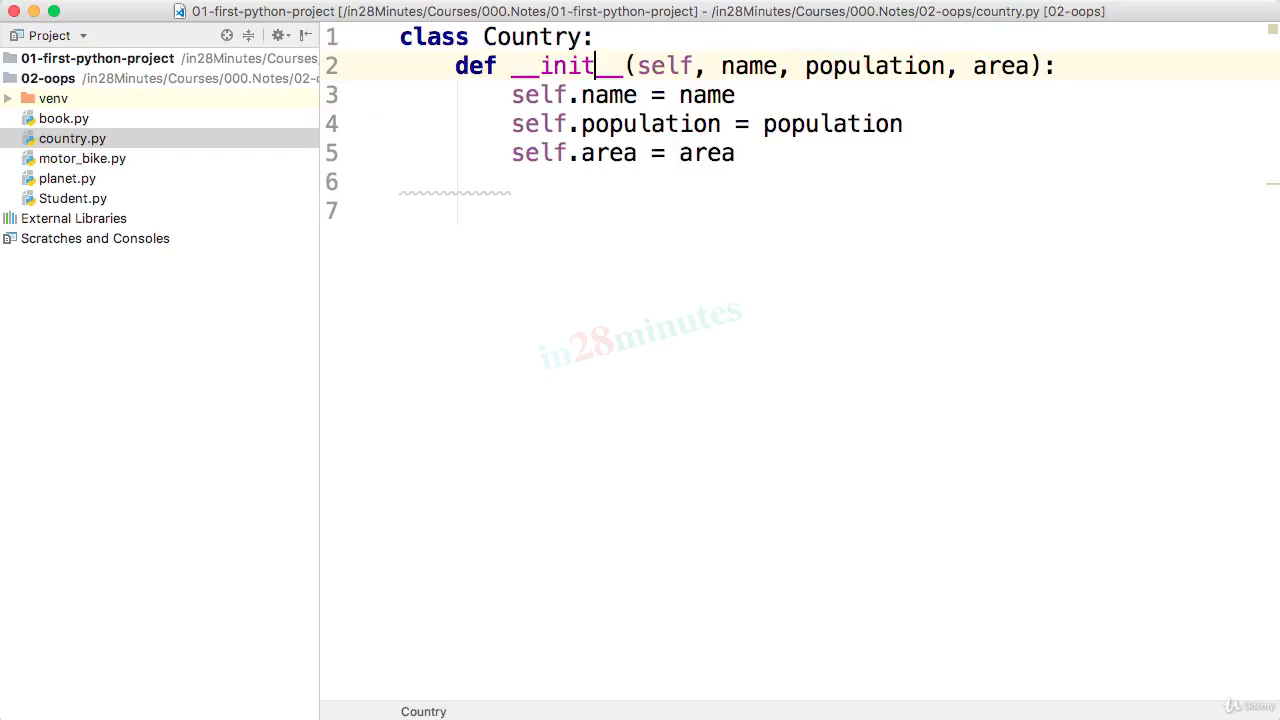 01-first-python-project [/in28Minutes/Courses/000.Notes/01-first-python-project] - /in28Minutes/Courses/000.Notes/02-oops/country.py [02-oops]
Project
01-first-python-project /in28Minutes/Courses
02-oops /in28Minutes/Courses/000.Notes/02-o
venv
book.py
country.py
motor_bike.py
planet.py
Student.py
External Libraries
Scratches and Consoles
1 class Country:
2 def __init__(self, name, population, area):
3 self.name = name
4 self.population = population
5 self.area = area
6
7
in28minutes
Country
Udemy